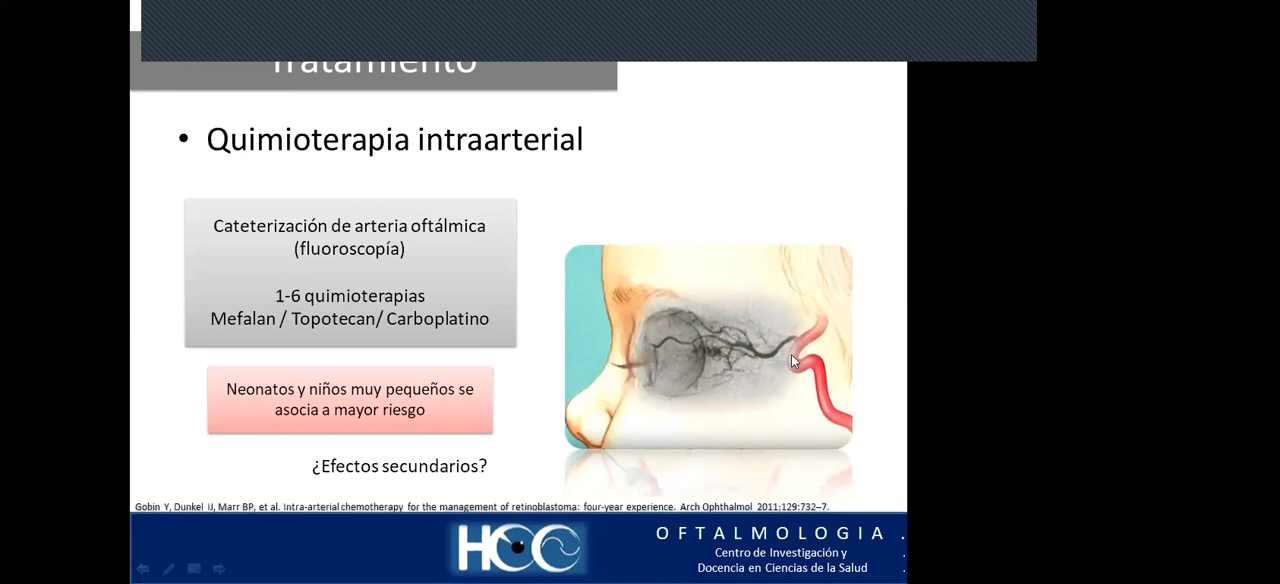 Tratamiento
• Quimioterapia intraarterial
Cateterización de arteria oftálmica
(fluoroscopía)
1-6 quimioterapias
Mefalan / Topotecan/ Carboplatino
Neonatos y niños muy pequeños se
asocia a mayor riesgo
¿Efectos secundarios?
Gobin Y, Dunkel IJ, Marr BP, et al. Intra-arterial chemotherapy for the management of retinoblastoma: four-year experience. Arch Ophthalmol 2011;129:732–7.
HCC
OFTALMOLOGIA .
Centro de Investigación y .
Docencia en Ciencias de la Salud .